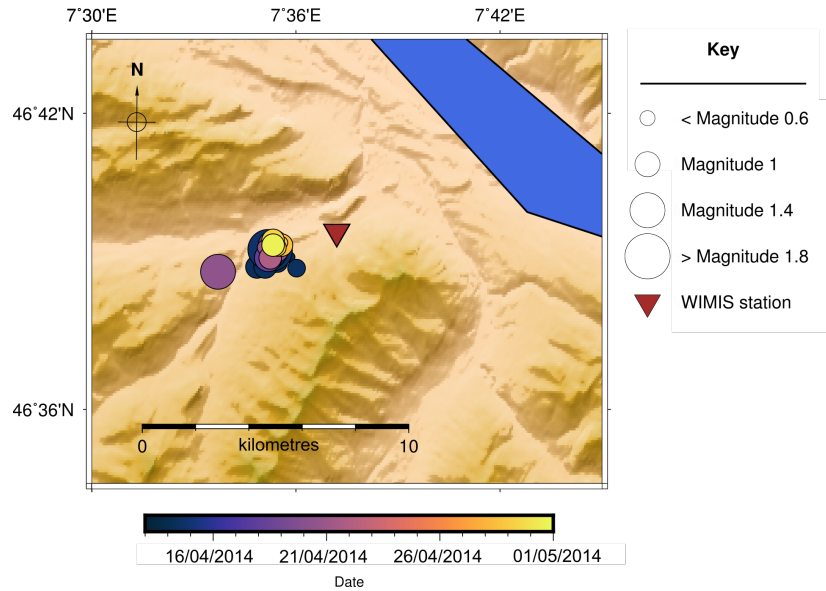 7˚30'E 7˚36'E 7˚42'E
N
46˚42'N
46˚36'N
0 kilometres 10
Key
< Magnitude 0.6
Magnitude 1
Magnitude 1.4
> Magnitude 1.8
WIMIS station
16/04/2014 21/04/2014 26/04/2014 01/05/2014
Date